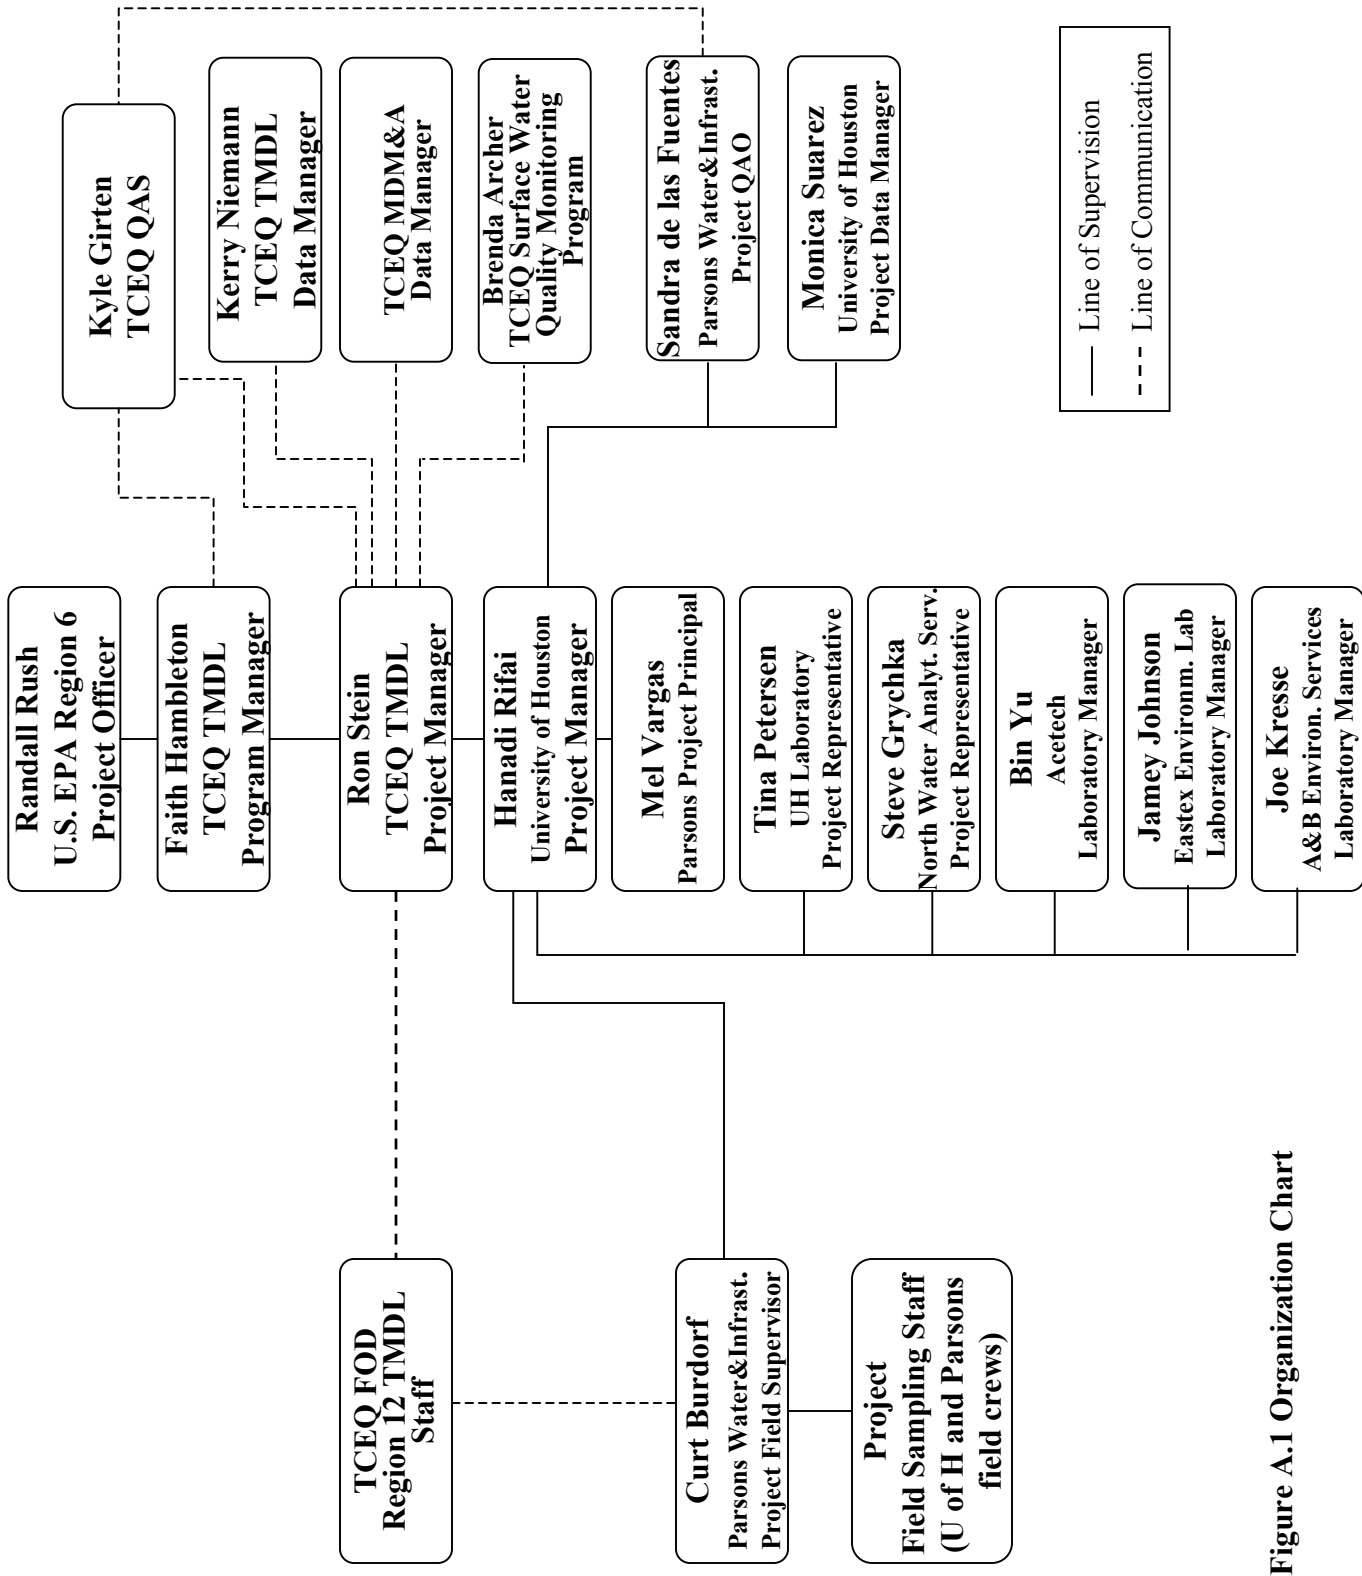 Randall Rush
U.S. EPA Region 6
Project Officer
Faith Hambleton
TCEQ TMDL
Program Manager
Kyle Girten
TCEQ QAS
Kerry Niemann
TCEQ TMDL
Data Manager
TCEQ MDM&A
Data Manager
Brenda Archer
TCEQ Surface Water
Quality Monitoring
Program
TCEQ FOD
Region 12 TMDL
Staff
Ron Stein
TCEQ TMDL
Project Manager
Hanadi Rifai
University of Houston
Project Manager
Sandra de las Fuentes
Parsons Water&Infrast.
Project QAO
Monica Suarez
University of Houston
Project Data Manager
Mel Vargas
Parsons Project Principal
Curt Burdorf
Parsons Water&Infrast.
Project Field Supervisor
Project
Field Sampling Staff
(U of H and Parsons
field crews)
Tina Petersen
UH Laboratory
Project Representative
Steve Grychka
North Water Analyt. Serv.
Project Representative
Bin Yu
Acetech
Laboratory Manager
Jamey Johnson
Eastex Environm. Lab
Laboratory Manager
Joe Kresse
A&B Environ. Services
Laboratory Manager
Line of Supervision
Line of Communication
Figure A.1 Organization Chart